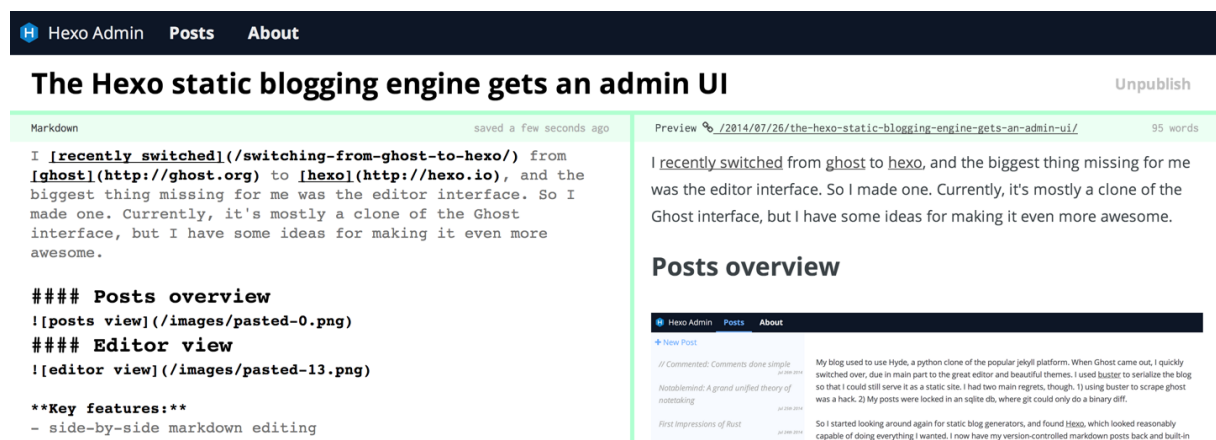 Hexo Admin Posts About
The Hexo static blogging engine gets an admin UI
Unpublish
Markdown
saved a few seconds ago
I [recently switched](/switching-from-ghost-to-hexo/) from
[ghost](http://ghost.org) to [hexo](http://hexo.io), and the
biggest thing missing for me was the editor interface. So I
made one. Currently, it's mostly a clone of the Ghost
interface, but I have some ideas for making it even more
awesome.
#### Posts overview
![posts view](/images/pasted-0.png)
#### Editor view
![editor view](/images/pasted-13.png)
**Key features:**
- side-by-side markdown editing
Preview /2014/07/26/the-hexo-static-blogging-engine-gets-an-admin-ui/
95 words
I recently switched from ghost to hexo, and the biggest thing missing for me
was the editor interface. So I made one. Currently, it's mostly a clone of the
Ghost interface, but I have some ideas for making it even more awesome.
Posts overview
Hexo Admin Posts About
+ New Post
// Commented: Comments done simple
Notablemind: A grand unified theory of
notetaking
First Impressions of Rust
My blog used to use Hyde, a python clone of the popular jekyll platform. When Ghost came out, I quickly
switched over, due in main part to the great editor and beautiful themes. I used buster to serialize the blog
so that I could still serve it as a static site. I had two main regrets, though. 1) using buster to scrape ghost
was a hack. 2) My posts were locked in an sqlite db, where git could only do a binary diff.
So I started looking around again for static blog generators, and found Hexo, which looked reasonably
capable of doing everything I wanted. I now have my version-controlled markdown posts back and built-in